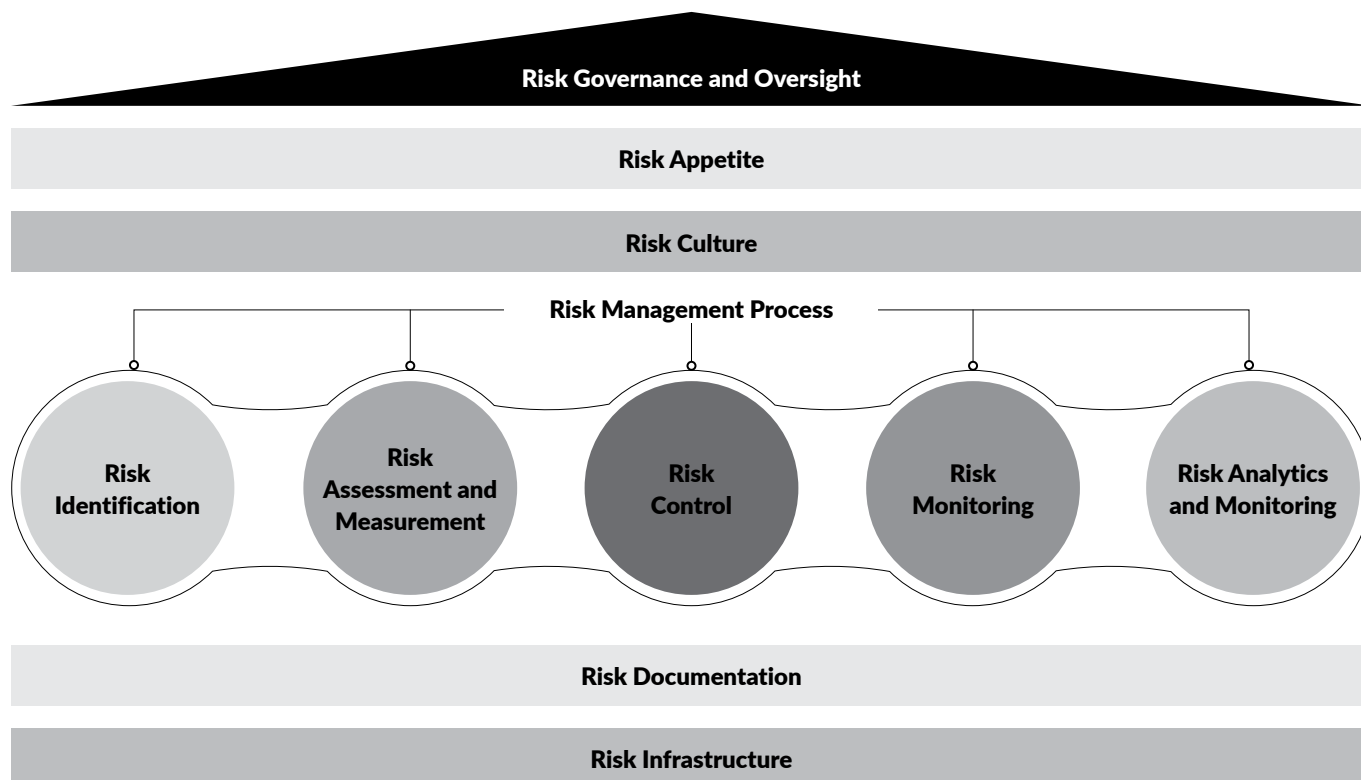 Risk Governance and Oversight
Risk Appetite
Risk Culture
Risk Management Process
Risk
Identification
Risk
Assessment and
Measurement
Risk
Control
Risk
Monitoring
Risk Analytics
and Monitoring
Risk Documentation
Risk Infrastructure